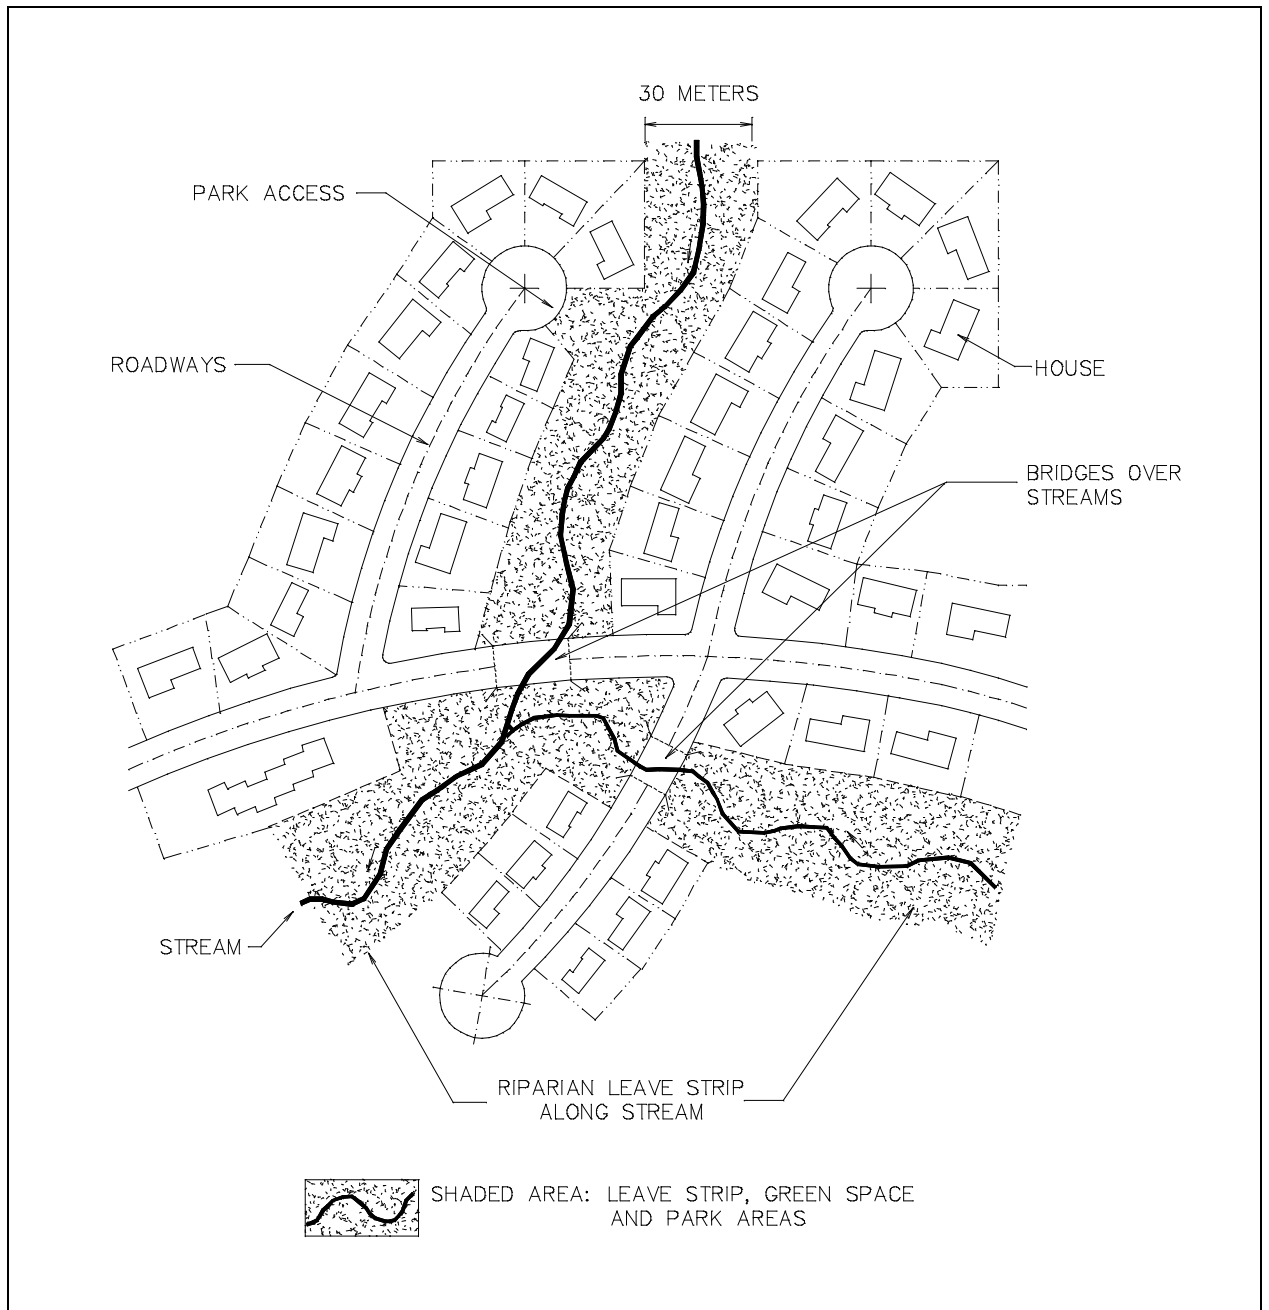 30 METERS
PARK ACCESS
ROADWAYS
HOUSE
BRIDGES OVER
STREAMS
STREAM
RIPARIAN LEAVE STRIP
ALONG STREAM
SHADED AREA: LEAVE STRIP, GREEN SPACE
AND PARK AREAS